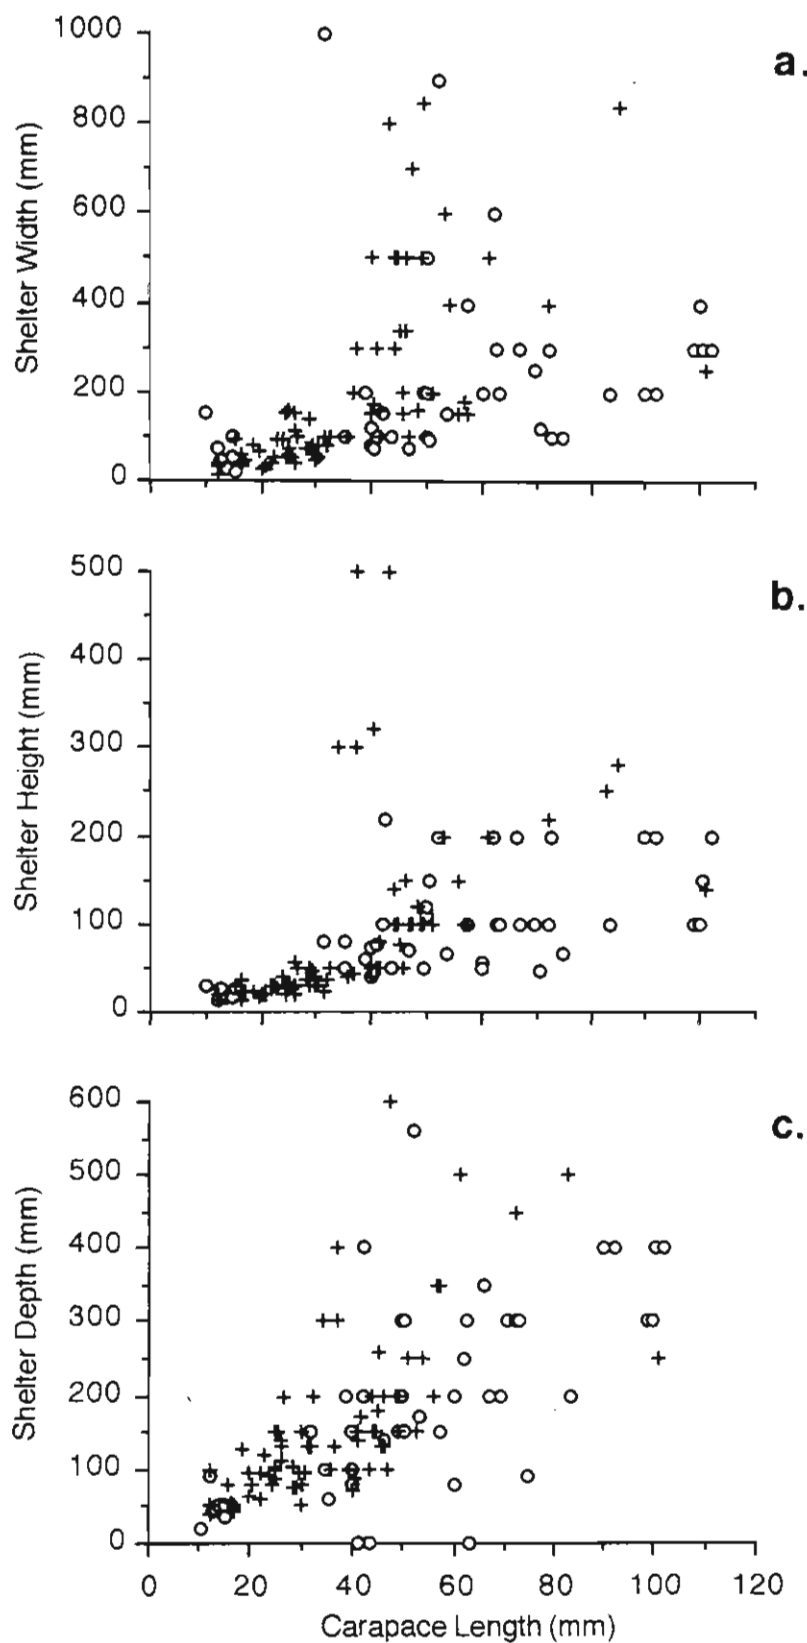 a.
1000
800
600
400
200
0
Shelter Width (mm)
b.
500
400
300
200
100
0
Shelter Height (mm)
c.
600
500
400
300
200
100
0
Shelter Depth (mm)
0 20 40 60 80 100 120
Carapace Length (mm)